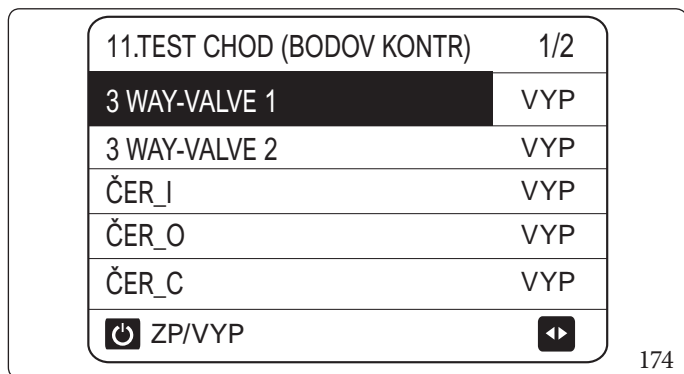 11.TEST CHOD (BODOV KONTR) 1/2
3 WAY-VALVE 1 VYP
3 WAY-VALVE 2 VYP
ČER_I VYP
ČER_O VYP
ČER_C VYP
ZP/VYP
174